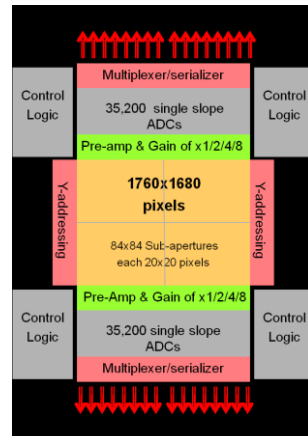 Multiplexer/serializer
Control
Logic
35,200 single slope
ADCs
Control
Logic
Pre-amp & Gain of x1/2/4/8
Y-addressing
1760x1680
pixels
84x84 Sub-apertures
each 20x20 pixels
Y-addressing
Pre-Amp & Gain of x1/2/4/8
Control
Logic
35,200 single slope
ADCs
Control
Logic
Multiplexer/serializer